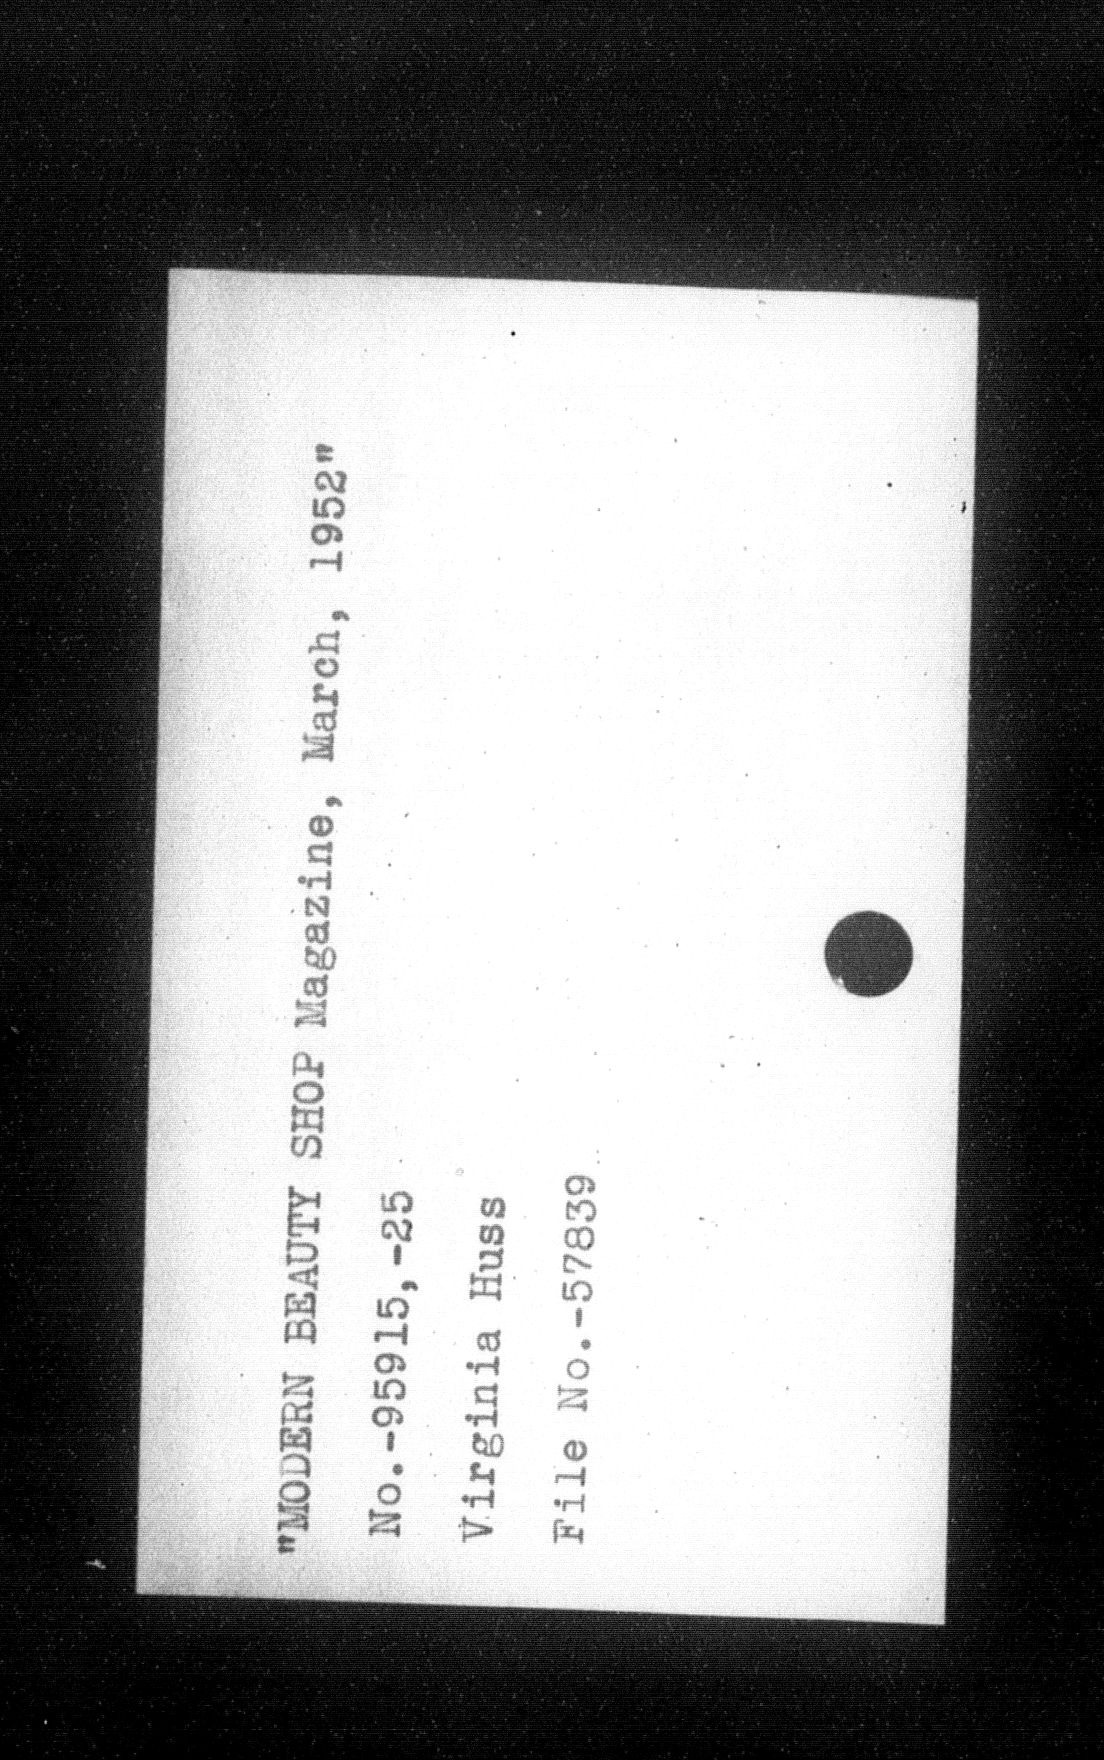 "MODERN BEAUTY SHOP Magazine, March, 1952"
No.-95915,-25
Virginia Huss
File No.-57839